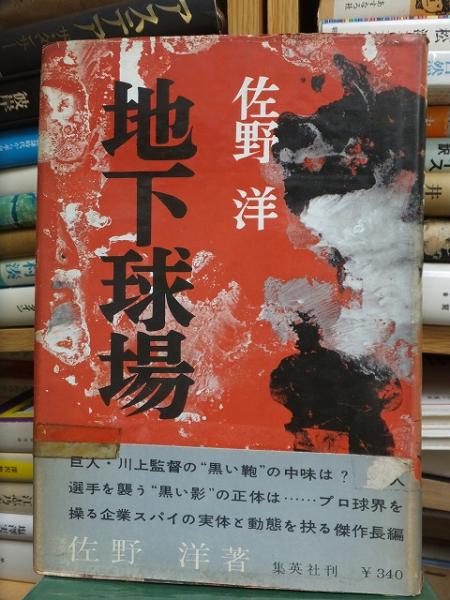 地下球場
佐野 洋
巨人・川上監督の“黒い鞄”の中味は？ 人
選手を襲う“黒い影”の正体は……プロ球界を
操る企業スパイの実体と動態を抉る傑作長編
佐野 洋著
集英社刊 ￥340